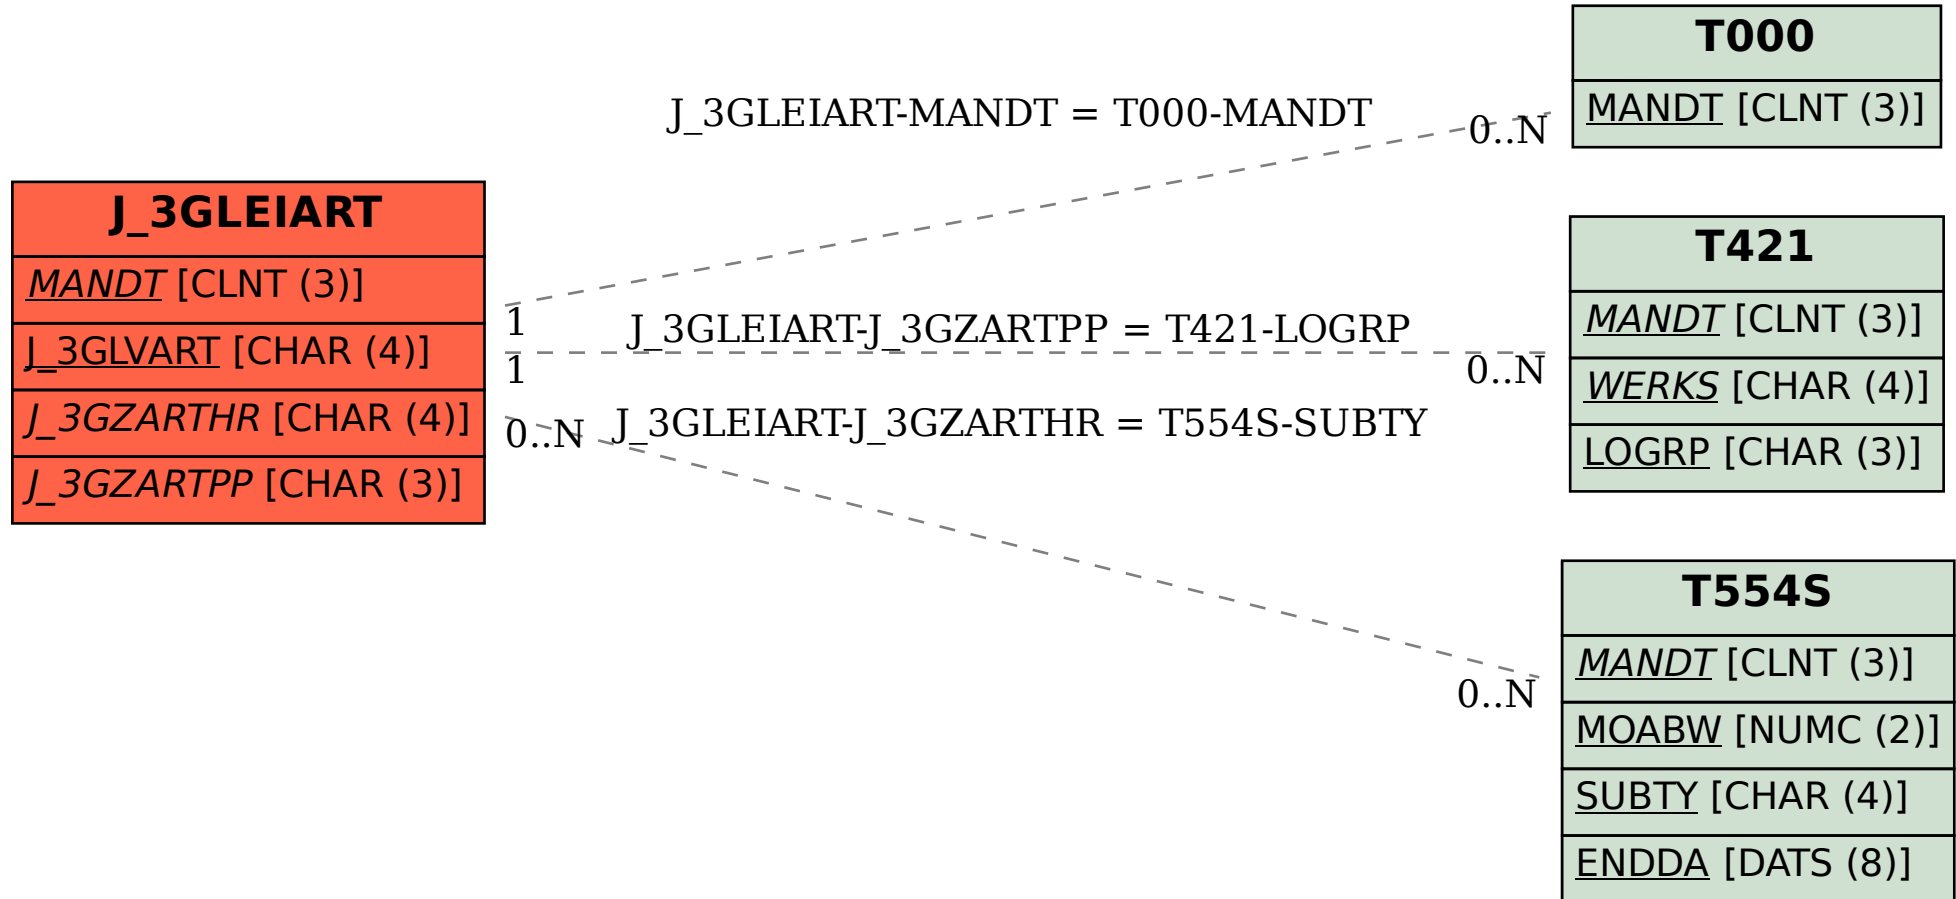 J_3GLEIART
MANDT [CLNT (3)]
J_3GLVART [CHAR (4)]
J_3GZARTHR [CHAR (4)]
J_3GZARTPP [CHAR (3)]
J_3GLEIART-MANDT = T000-MANDT
1
0..N
J_3GLEIART-J_3GZARTPP = T421-LOGRP
1
0..N
J_3GLEIART-J_3GZARTHR = T554S-SUBTY
0..N
0..N
T000
MANDT [CLNT (3)]
T421
MANDT [CLNT (3)]
WERKS [CHAR (4)]
LOGRP [CHAR (3)]
T554S
MANDT [CLNT (3)]
MOABW [NUMC (2)]
SUBTY [CHAR (4)]
ENDDA [DATS (8)]